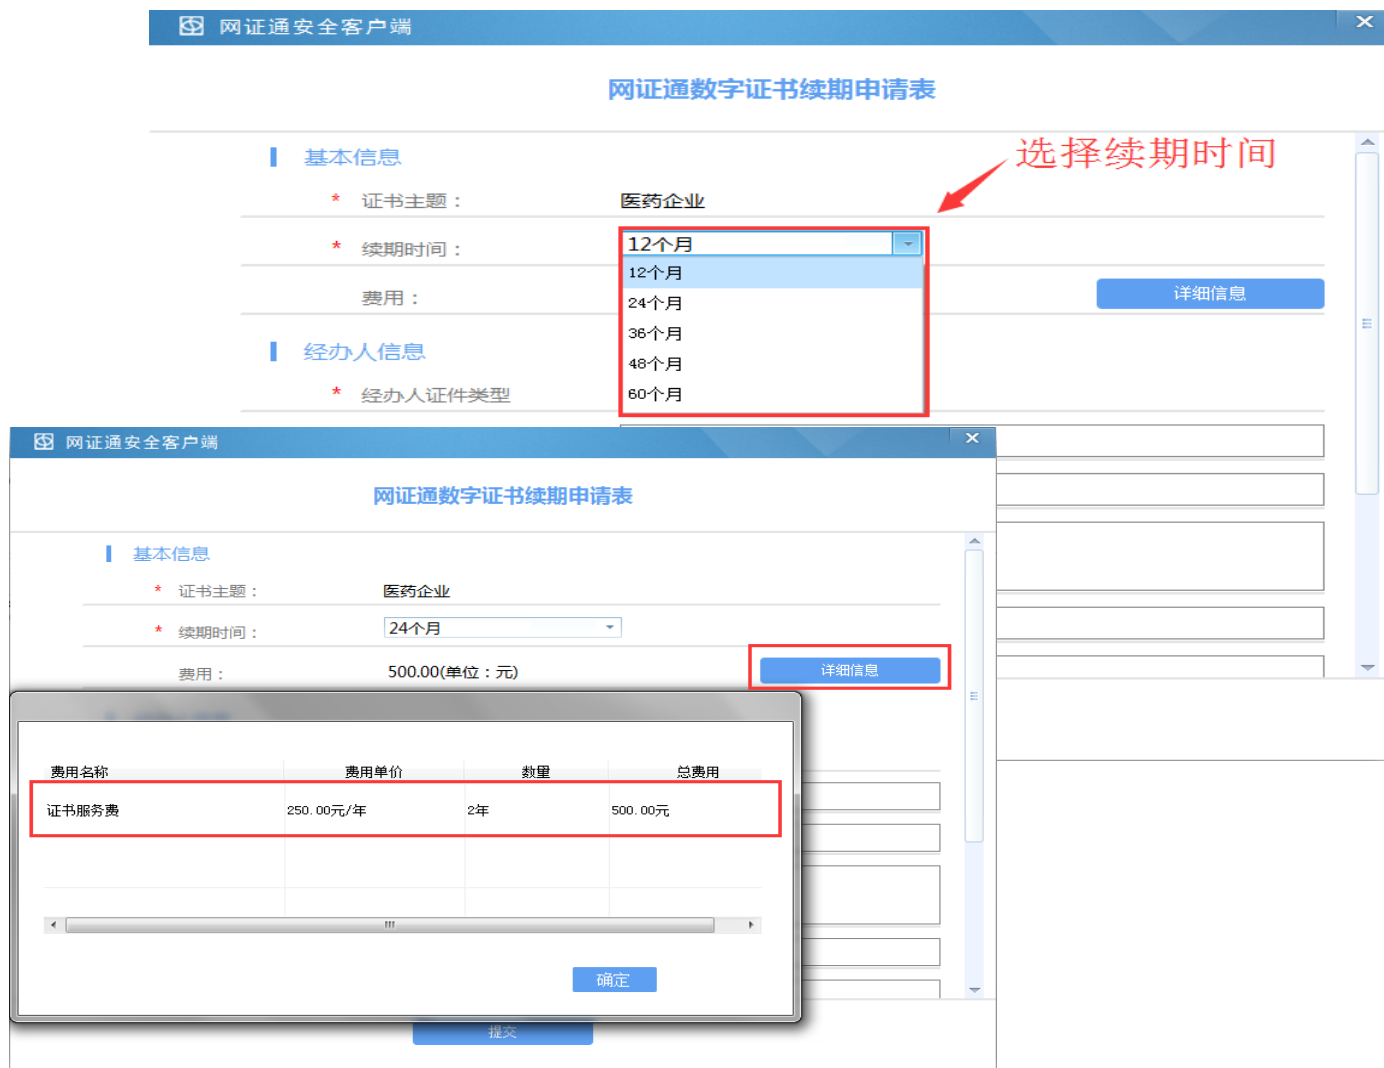 网证通安全客户端
网证通数字证书续期申请表
选择续期时间
基本信息
* 证书主题： 医药企业
* 续期时间： 12个月
12个月
24个月
36个月
48个月
60个月
费用： 详细信息
经办人信息
* 经办人证件类型
网证通安全客户端
网证通数字证书续期申请表
基本信息
* 证书主题： 医药企业
* 续期时间： 24个月
费用： 500.00(单位：元) 详细信息
费用名称 费用单价 数量 总费用
证书服务费 250.00元/年 2年 500.00元
确定
提交